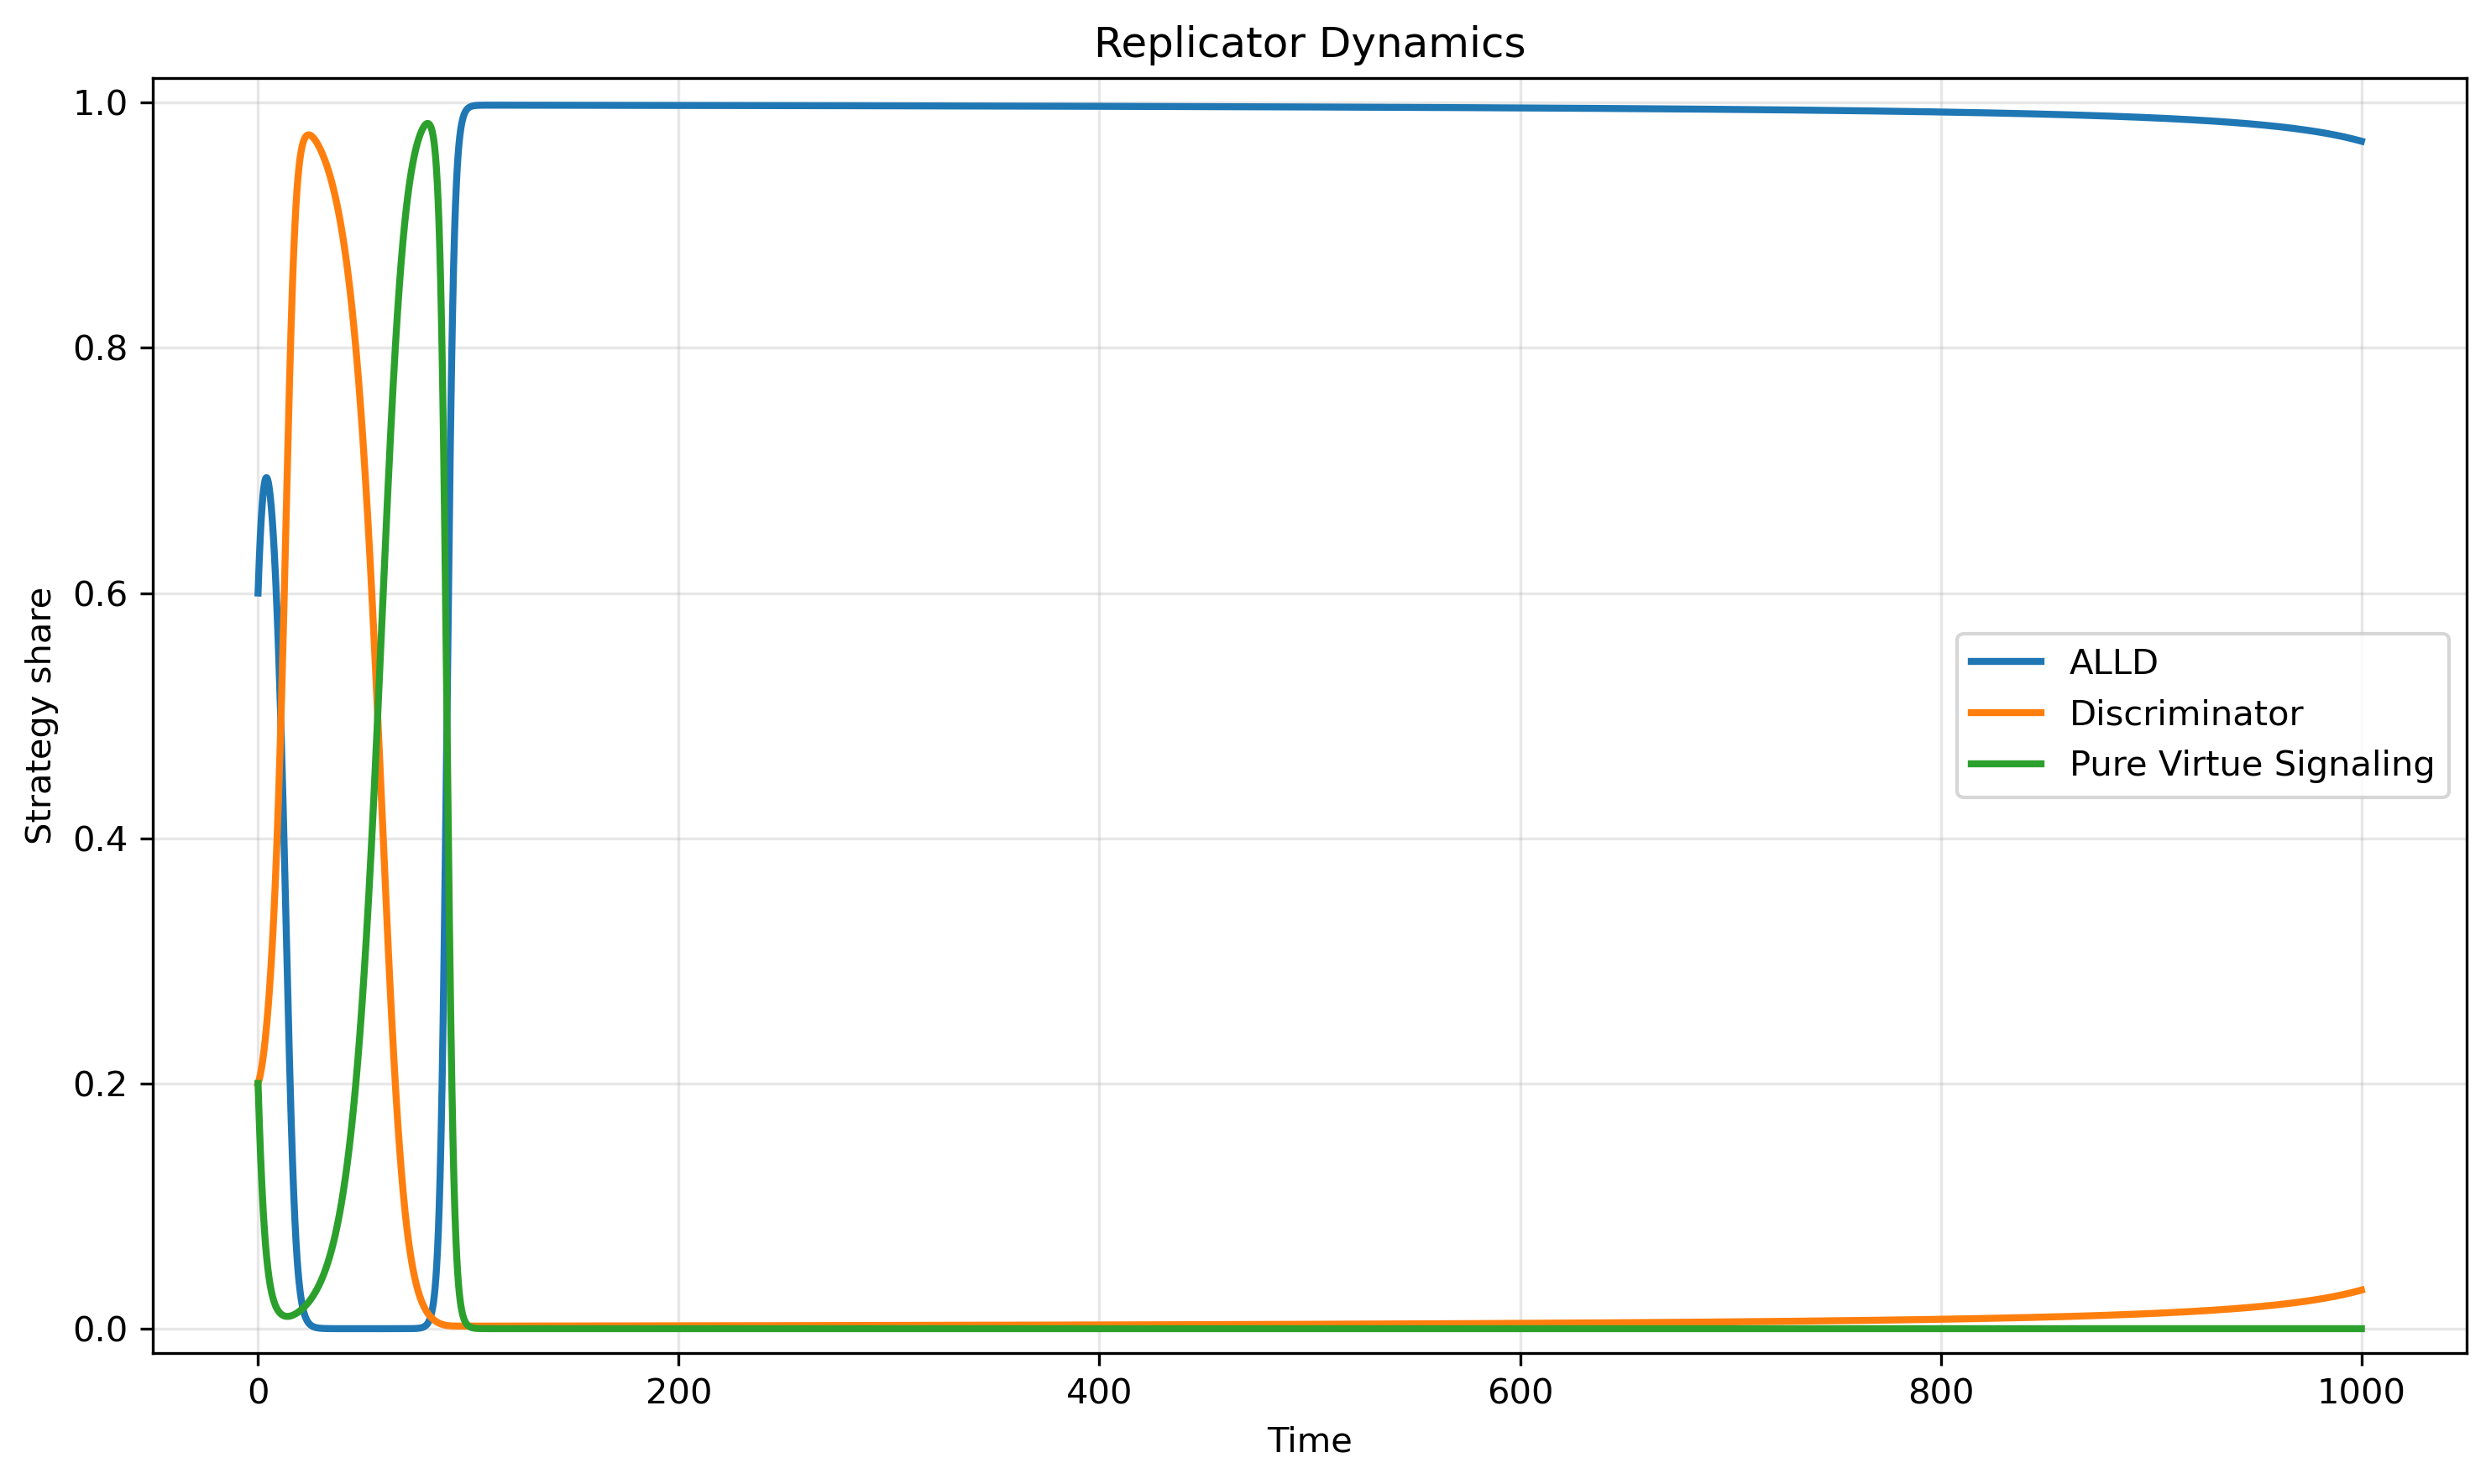 Replicator Dynamics
1.0
0.8
0.6
0.4
0.2
0.0
Strategy share
ALLD
Discriminator
Pure Virtue Signaling
0
200
400
600
800
1000
Time